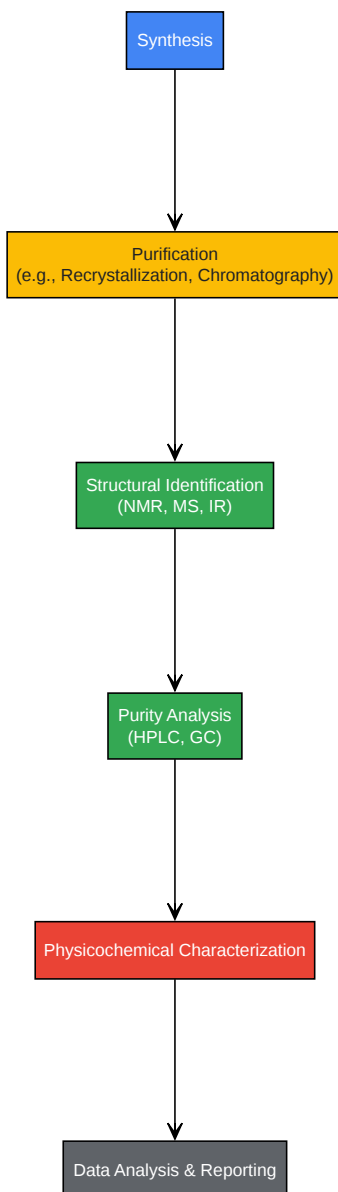 Synthesis
Purification
(e.g., Recrystallization, Chromatography)
Structural Identification
(NMR, MS, IR)
Purity Analysis
(HPLC, GC)
Physicochemical Characterization
Data Analysis & Reporting